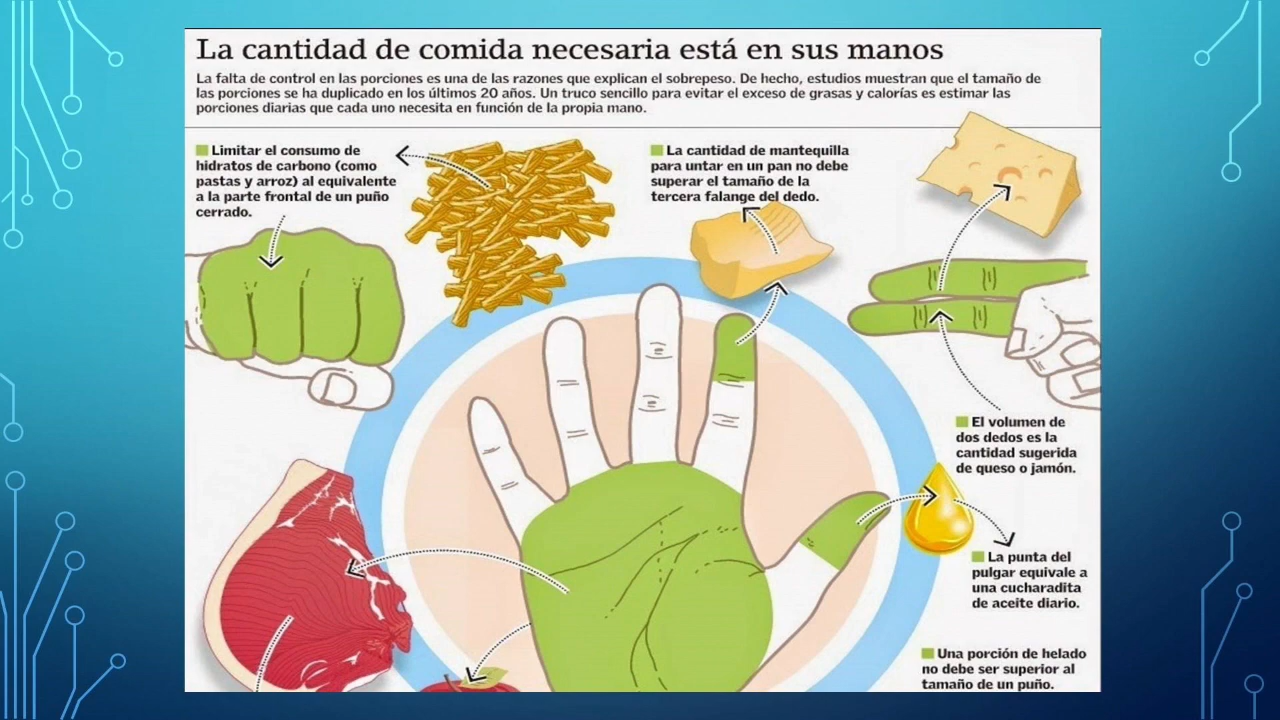 La cantidad de comida necesaria está en sus manos
La falta de control en las porciones es una de las razones que explican el sobrepeso. De hecho, estudios muestran que el tamaño de
las porciones se ha duplicado en los últimos 20 años. Un truco sencillo para evitar el exceso de grasas y calorías es estimar las
porciones diarias que cada uno necesita en función de la propia mano.
Limitar el consumo de
hidratos de carbono (como
pastas y arroz) al equivalente
a la parte frontal de un puño
cerrado.
La cantidad de mantequilla
para untar en un pan no debe
superar el tamaño de la
tercera falange del dedo.
El volumen de
dos dedos es la
cantidad sugerida
de queso o jamón.
La punta del
pulgar equivale a
una cucharadita
de aceite diario.
Una porción de helado
no debe ser superior al
tamaño de un puño.